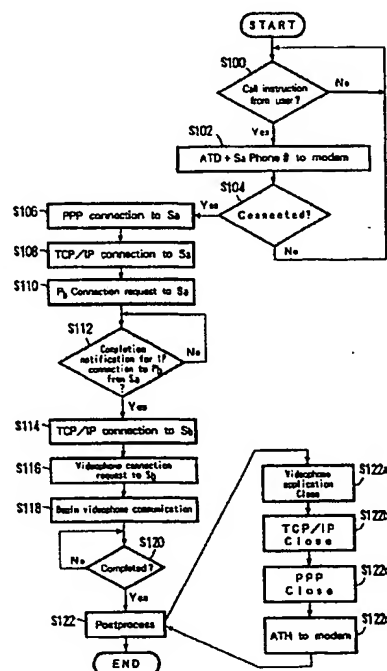 START
S100
Call instruction
from user?
No
Yes
S102
ATD + Sa Phone # to modem
S104
Connected?
Yes
No
S106
PPP connection to Sa
S108
TCP/IP connection to Sa
S110
Pb Connection request to Sa
S112
Completion
notification for IP
connection to Pb
from Sa
?
No
Yes
S114
TCP/IP connection to Sb
S116
Videophone connection
request to Sb
S118
Begin videophone communication
S120
Completed?
No
Yes
S122
Postprocess
END
S122a
Videophone
application
Close
S122b
TCP/IP
Close
S122c
PPP
Close
ATH to modem